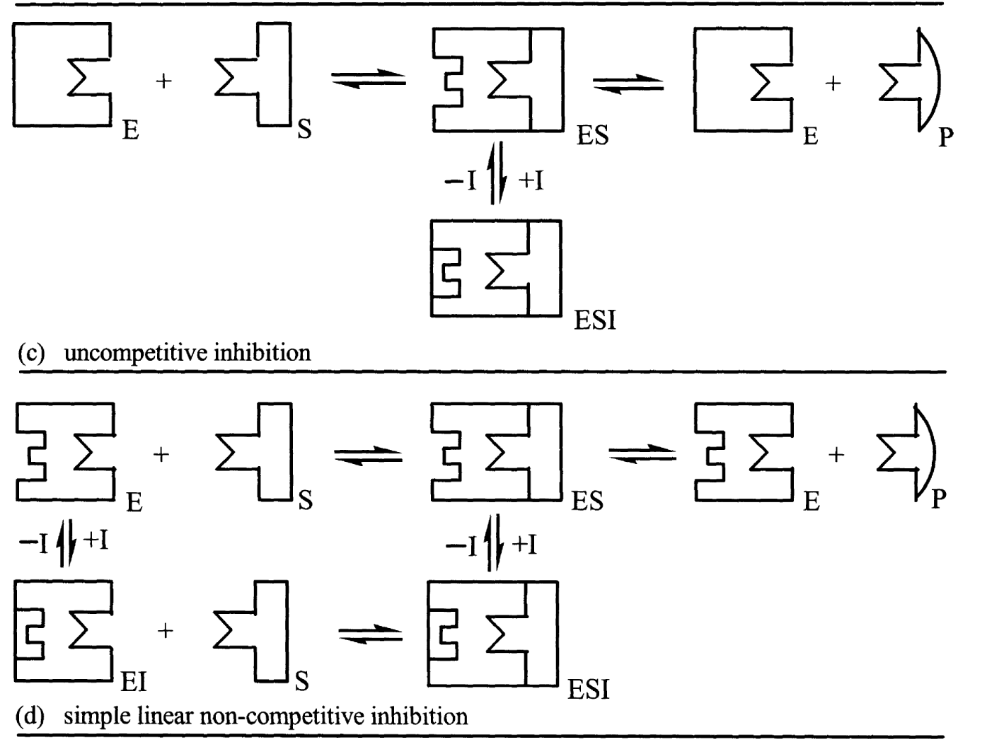 + ⇌ ⇌ +
E S ES E P
−I +I
ESI
(c) uncompetitive inhibition
+ ⇌ ⇌ +
E S ES E P
−I +I −I +I
+ ⇌
EI S ESI
(d) simple linear non-competitive inhibition